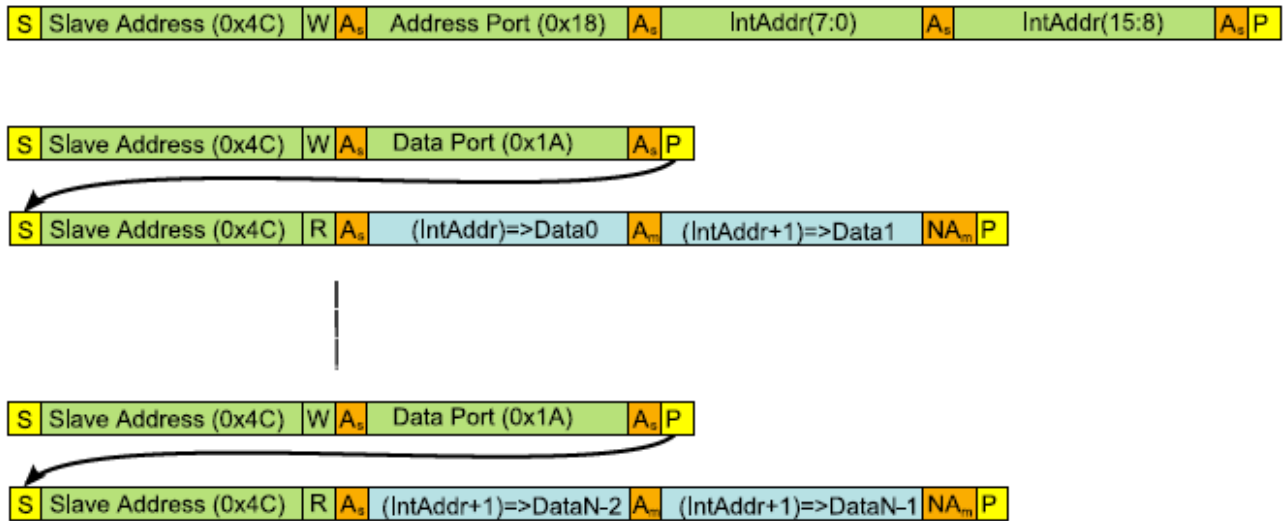 S Slave Address (0x4C) W As Address Port (0x18) As IntAddr(7:0) As IntAddr(15:8) As P
S Slave Address (0x4C) W As Data Port (0x1A) As P
S Slave Address (0x4C) R As (IntAddr)=>Data0 Am (IntAddr+1)=>Data1 NAm P
S Slave Address (0x4C) W As Data Port (0x1A) As P
S Slave Address (0x4C) R As (IntAddr+1)=>DataN-2 Am (IntAddr+1)=>DataN–1 NAm P